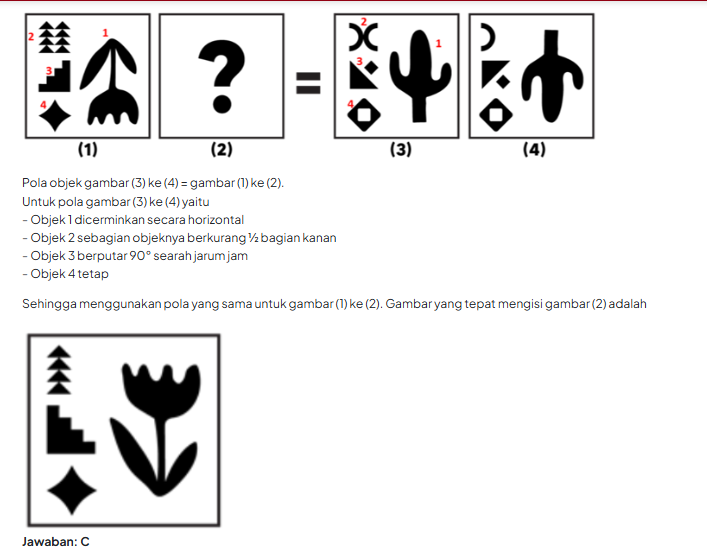 2 1 3 4 ? = 2 1 3 4
(1) (2) (3) (4)
Pola objek gambar (3) ke (4) = gambar (1) ke (2).
Untuk pola gambar (3) ke (4) yaitu
- Objek 1 dicerminkan secara horizontal
- Objek 2 sebagian objeknya berkurang ½ bagian kanan
- Objek 3 berputar 90° searah jarum jam
- Objek 4 tetap
Sehingga menggunakan pola yang sama untuk gambar (1) ke (2). Gambar yang tepat mengisi gambar (2) adalah
Jawaban: C